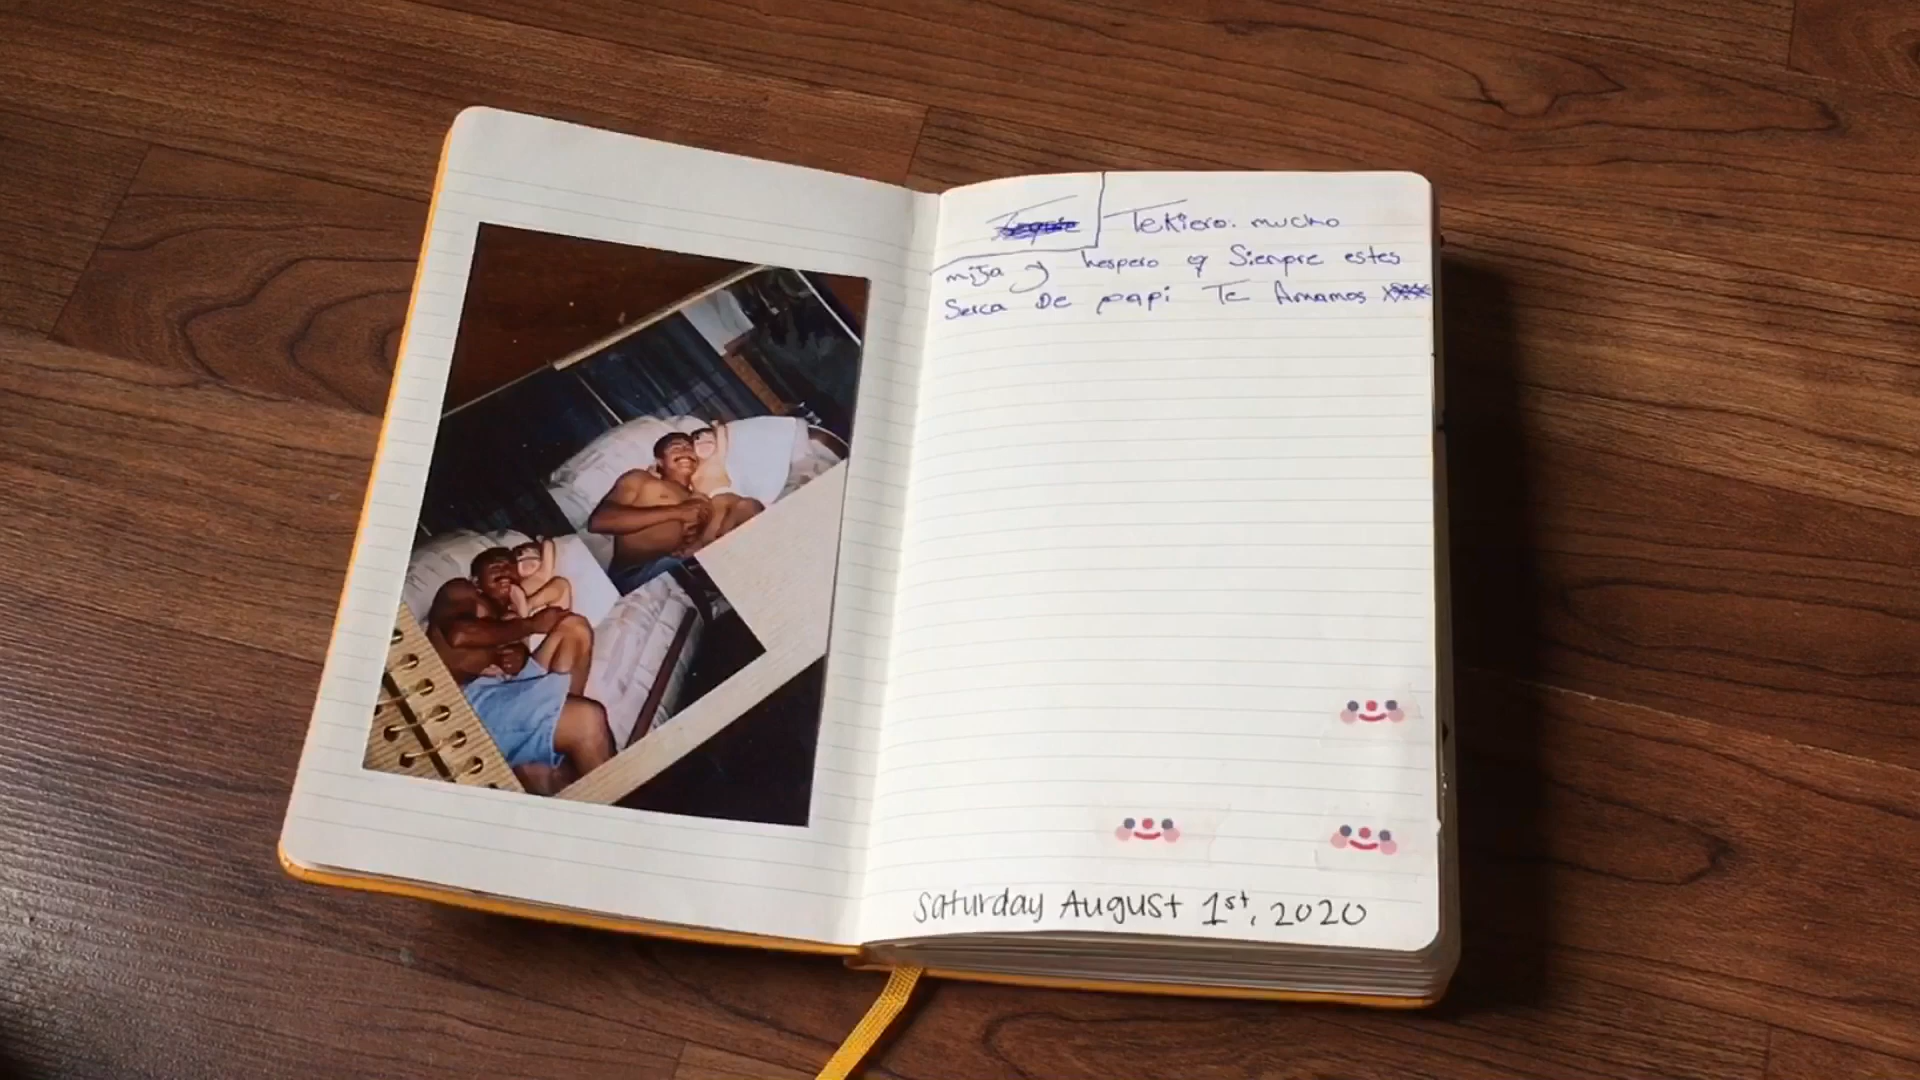 Tekiero. mucho
mija y hespero q Siempre estes
Serca De papi Te Amamos
Saturday August 1st, 2020